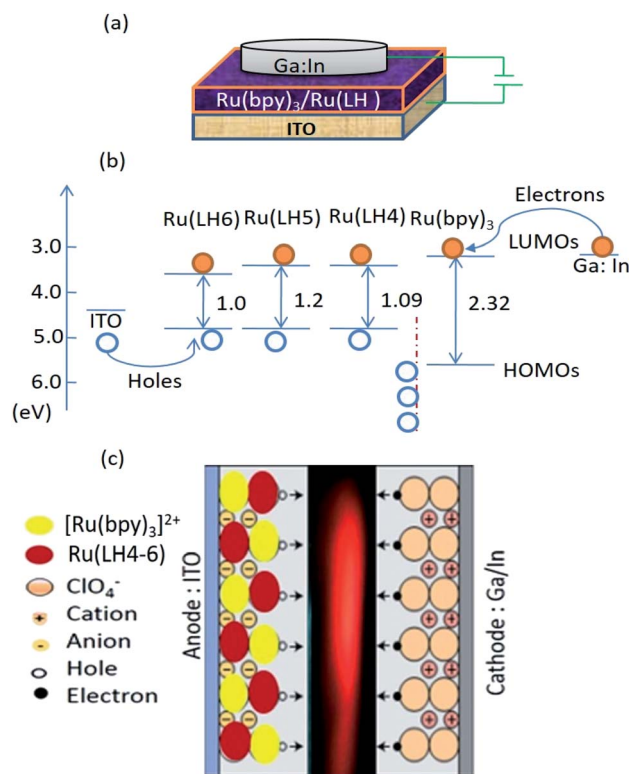 (a)
Ga:In
Ru(bpy)₃/Ru(LH )
ITO
(b)
Electrons
Ru(LH6) Ru(LH5) Ru(LH4) Ru(bpy)₃
LUMOs
Ga: In
3.0
4.0
5.0
6.0
(eV)
ITO
Holes
1.0
1.2
1.09
2.32
HOMOs
(c)
[Ru(bpy)₃]²⁺
Ru(LH4-6)
ClO₄⁻
Cation
Anion
Hole
Electron
Anode : ITO
Cathode : Ga/In